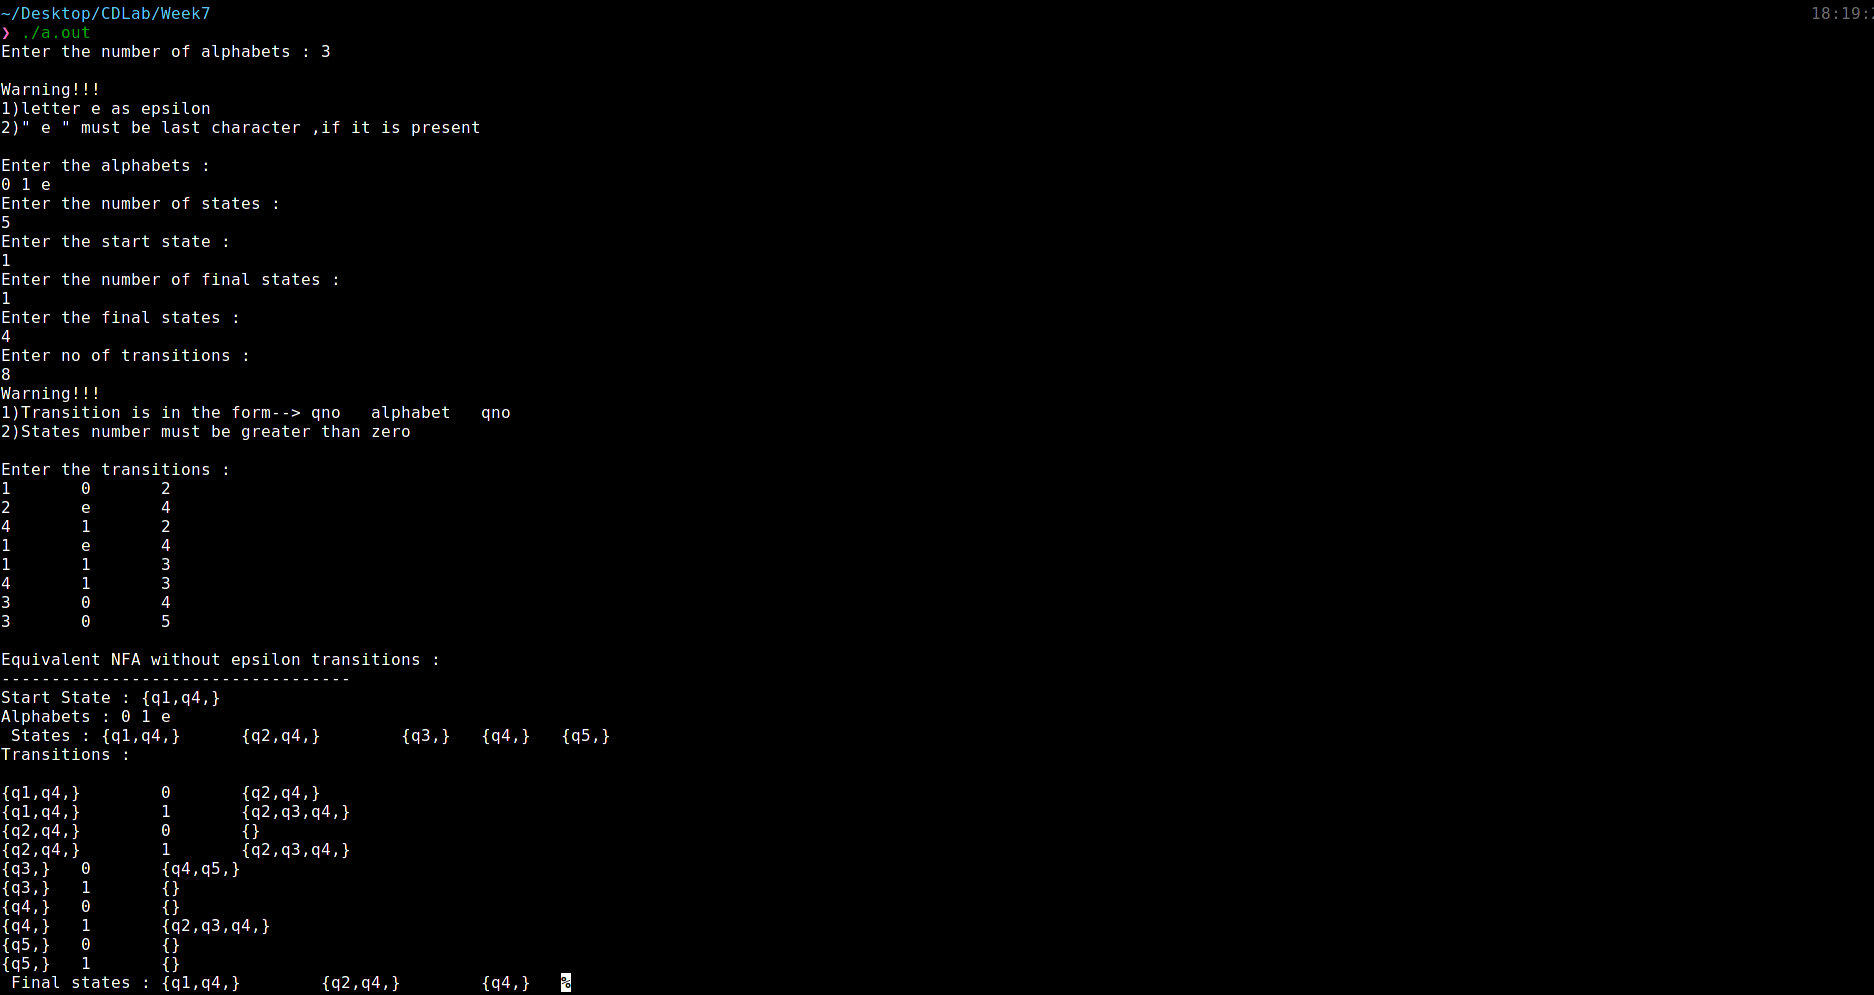 ~/Desktop/CDLab/Week7 18:19:
❯ ./a.out
Enter the number of alphabets : 3
Warning!!!
1)letter e as epsilon
2)" e " must be last character ,if it is present
Enter the alphabets :
0 1 e
Enter the number of states :
5
Enter the start state :
1
Enter the number of final states :
1
Enter the final states :
4
Enter no of transitions :
8
Warning!!!
1)Transition is in the form--> qno   alphabet   qno
2)States number must be greater than zero
Enter the transitions :
1       0       2
2       e       4
4       1       2
1       e       4
1       1       3
4       1       3
3       0       4
3       0       5
Equivalent NFA without epsilon transitions :
-----------------------------------
Start State : {q1,q4,}
Alphabets : 0 1 e
 States : {q1,q4,}      {q2,q4,}        {q3,}   {q4,}   {q5,}
Transitions :
{q1,q4,}        0       {q2,q4,}
{q1,q4,}        1       {q2,q3,q4,}
{q2,q4,}        0       {}
{q2,q4,}        1       {q2,q3,q4,}
{q3,}   0       {q4,q5,}
{q3,}   1       {}
{q4,}   0       {}
{q4,}   1       {q2,q3,q4,}
{q5,}   0       {}
{q5,}   1       {}
 Final states : {q1,q4,}        {q2,q4,}        {q4,}   %